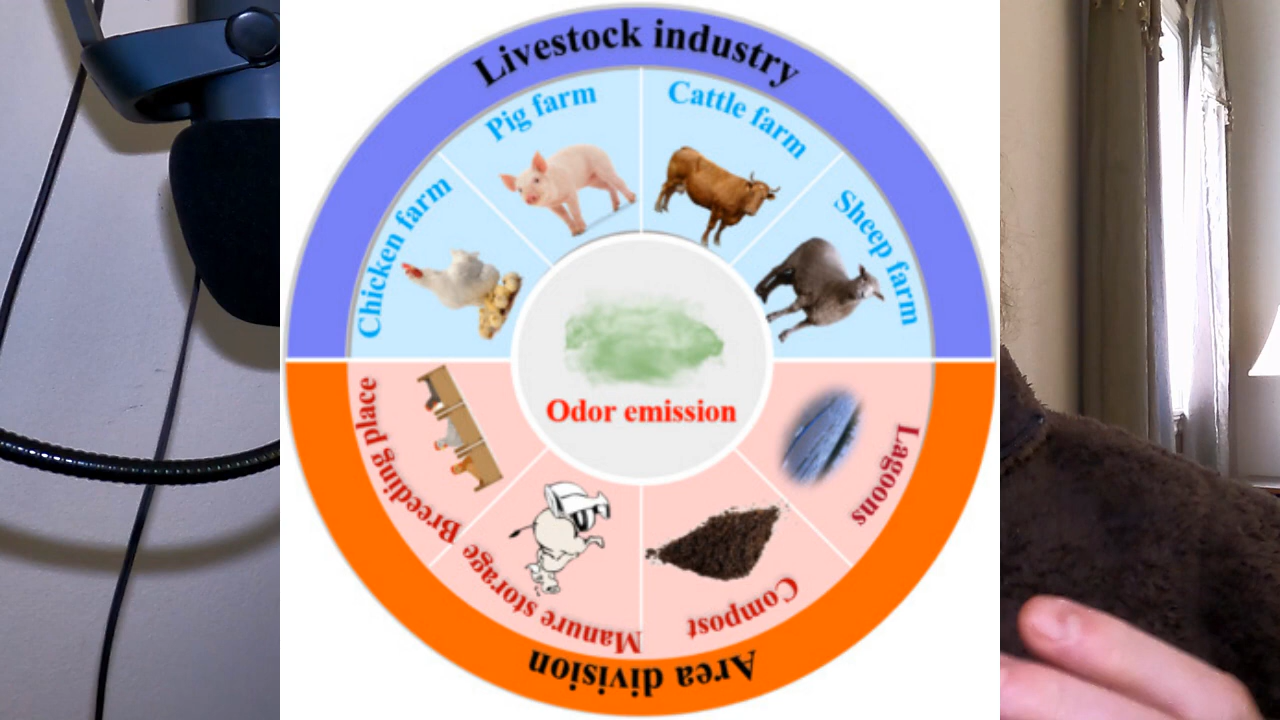 Livestock industry
Pig farm
Cattle farm
Chicken farm
Sheep farm
Odor emission
Breeding place
Manure storage
Compost
Lagoons
Area division